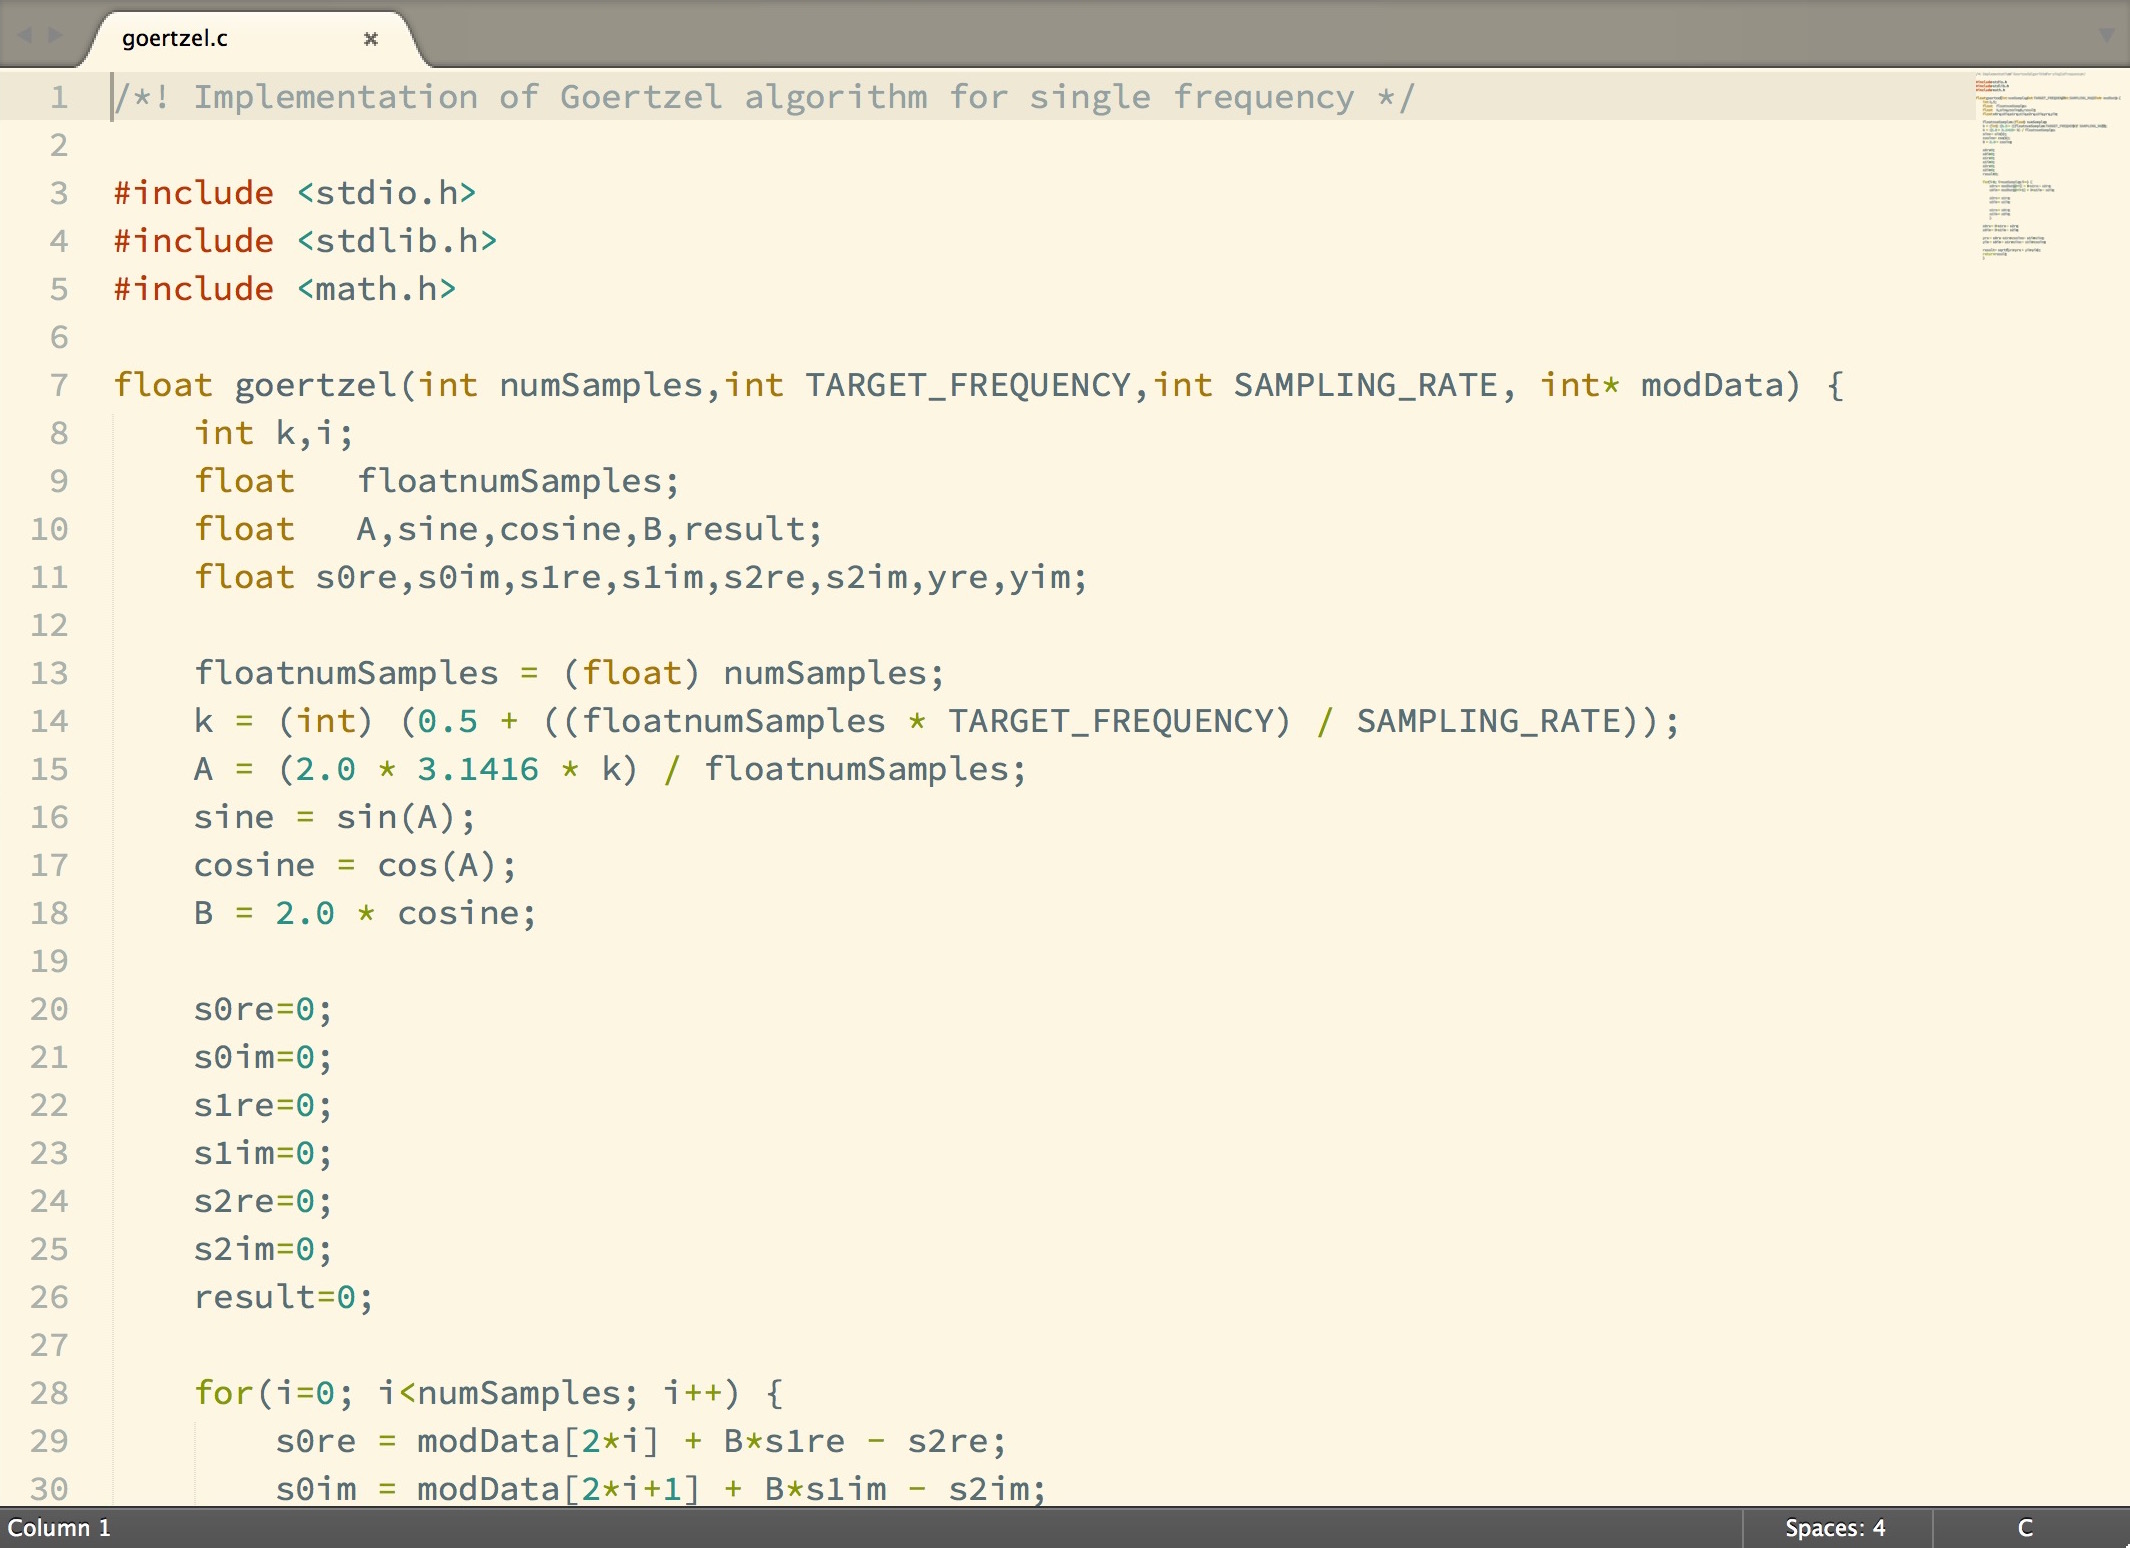 goertzel.c
1 /*! Implementation of Goertzel algorithm for single frequency */
2
3 #include <stdio.h>
4 #include <stdlib.h>
5 #include <math.h>
6
7 float goertzel(int numSamples,int TARGET_FREQUENCY,int SAMPLING_RATE, int* modData) {
8     int k,i;
9     float   floatnumSamples;
10     float   A,sine,cosine,B,result;
11     float s0re,s0im,s1re,s1im,s2re,s2im,yre,yim;
12
13     floatnumSamples = (float) numSamples;
14     k = (int) (0.5 + ((floatnumSamples * TARGET_FREQUENCY) / SAMPLING_RATE));
15     A = (2.0 * 3.1416 * k) / floatnumSamples;
16     sine = sin(A);
17     cosine = cos(A);
18     B = 2.0 * cosine;
19
20     s0re=0;
21     s0im=0;
22     s1re=0;
23     s1im=0;
24     s2re=0;
25     s2im=0;
26     result=0;
27
28     for(i=0; i<numSamples; i++) {
29         s0re = modData[2*i] + B*s1re - s2re;
30         s0im = modData[2*i+1] + B*s1im - s2im;
Column 1 Spaces: 4 C